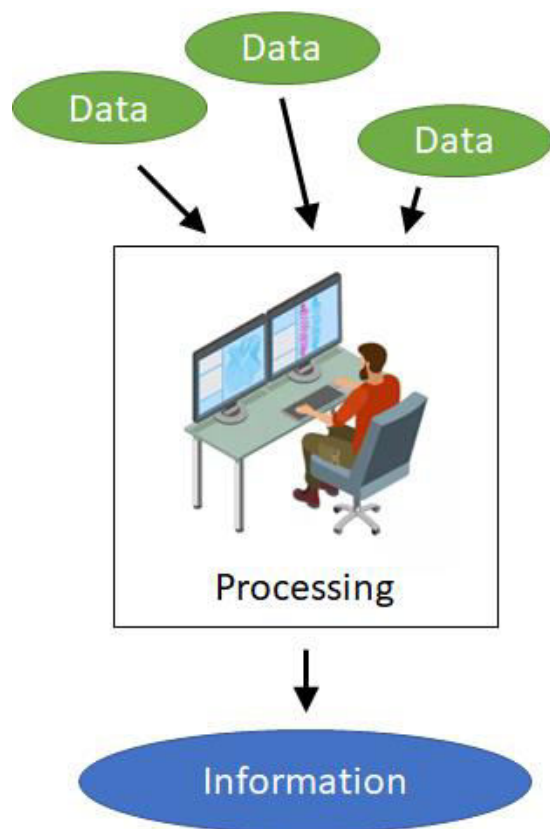 Data
Data
Data
Processing
Information